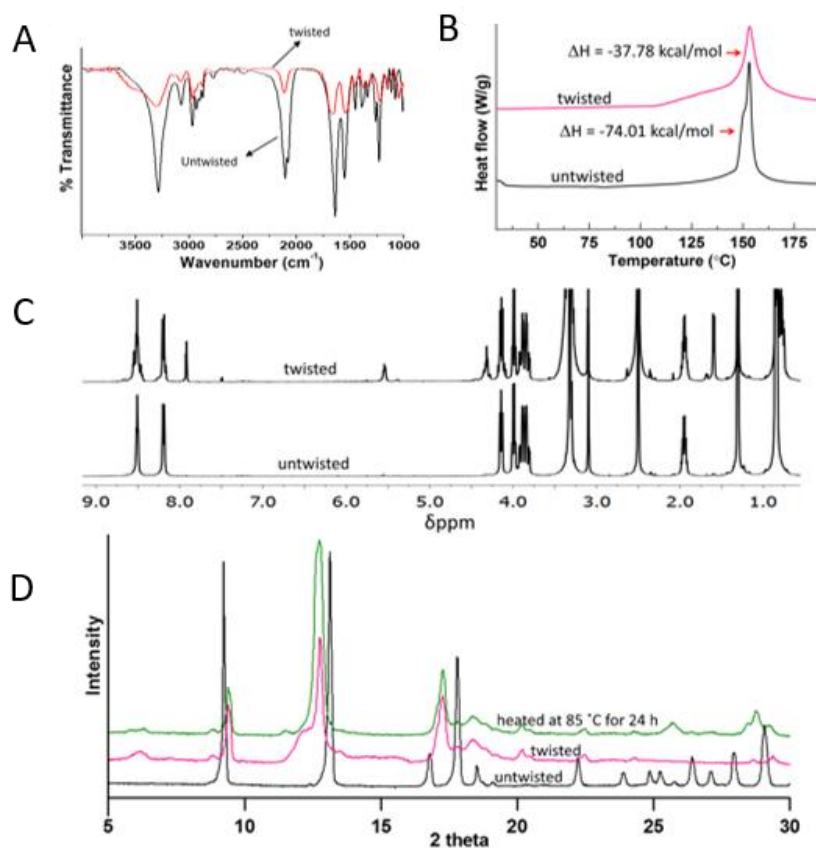 A
twisted
Untwisted
% Transmittance
3500 3000 2500 2000 1500 1000
Wavenumber (cm⁻¹)
B
ΔH = -37.78 kcal/mol
twisted
ΔH = -74.01 kcal/mol
untwisted
Heat flow (W/g)
50 75 100 125 150 175
Temperature (°C)
C
twisted
untwisted
9.0 8.0 7.0 6.0 5.0 4.0 3.0 2.0 1.0
δppm
D
Intensity
heated at 85 °C for 24 h
twisted
untwisted
5 10 15 20 25 30
2 theta